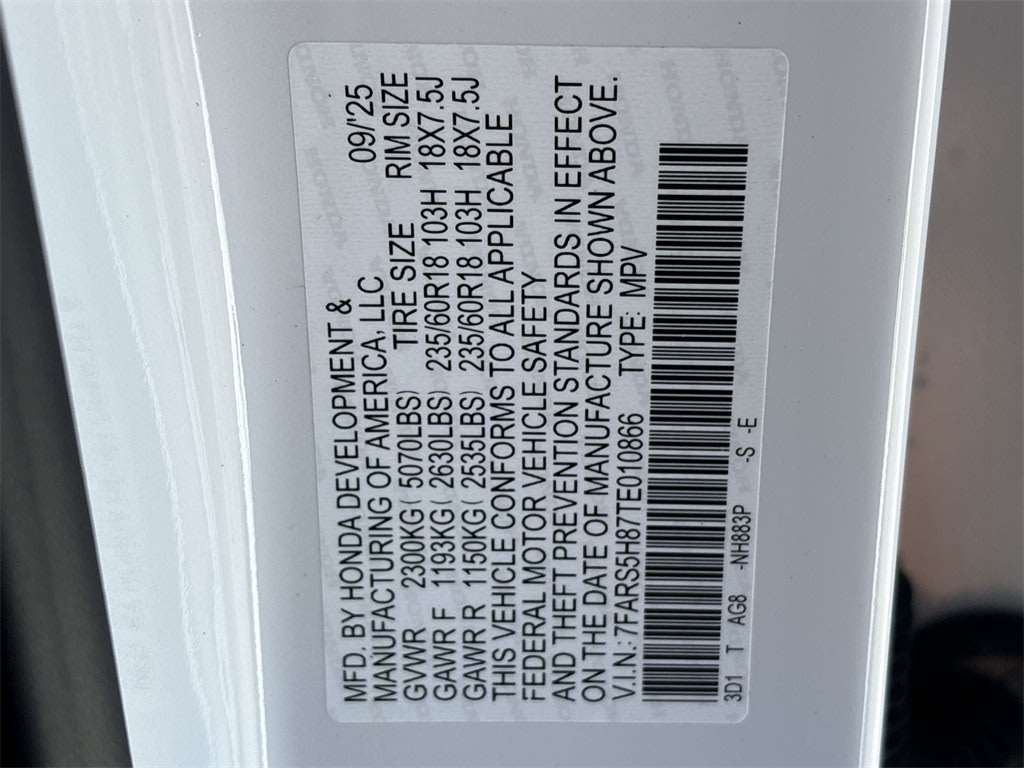 MFD. BY HONDA DEVELOPMENT &
MANUFACTURING OF AMERICA, LLC 09/'25
GVWR 2300KG( 5070LBS) TIRE SIZE RIM SIZE
GAWR F 1193KG( 2630LBS) 235/60R18 103H 18X7.5J
GAWR R 1150KG( 2535LBS) 235/60R18 103H 18X7.5J
THIS VEHICLE CONFORMS TO ALL APPLICABLE
FEDERAL MOTOR VEHICLE SAFETY
AND THEFT PREVENTION STANDARDS IN EFFECT
ON THE DATE OF MANUFACTURE SHOWN ABOVE.
V.I.N.: 7FARS5H87TE010866 TYPE: MPV
3D1 T AG8 -NH883P -S -E